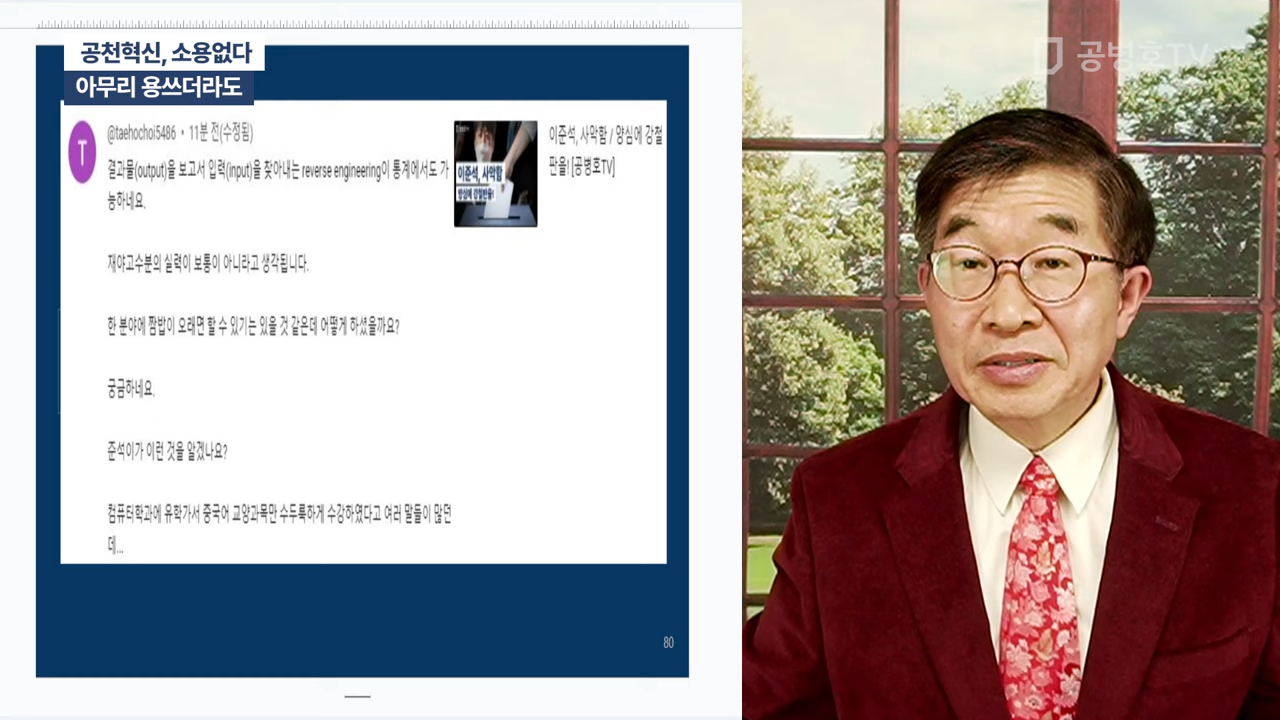 공천혁신, 소용없다
아무리 용쓰더라도
공병호TV
T
@taehochoi5486 • 11분 전(수정됨)
결과물(output)을 보고서 입력(input)을 찾아내는 reverse engineering이 통계에서도 가
능하네요.
재야고수분의 실력이 보통이 아니라고 생각됩니다.
한 분야에 짬밥이 오래면 할 수 있기는 있을 것 같은데 어떻게 하셨을까요?
궁금하네요.
준석이가 이런 것을 알겠나요?
컴퓨터학과에 유학가서 중국어 교양과목만 수두룩하게 수강하였다고 여러 말들이 많던
데...
이준석, 사악함
양심에 강철판을!
이준석, 사악함 / 양심에 강철
판을! [공병호TV]
80